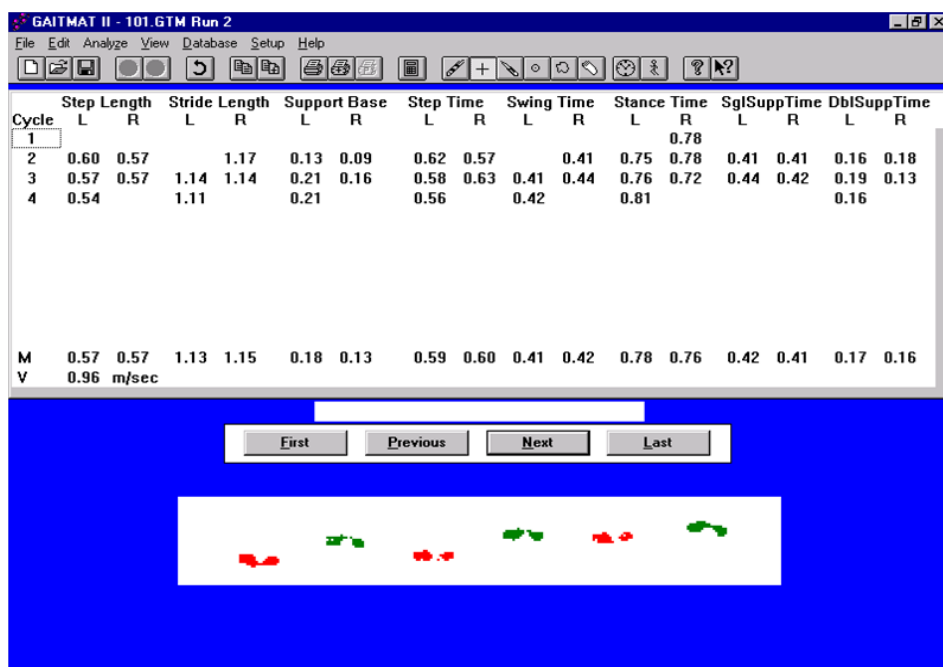 GAITMAT II - 101.GTM Run 2
File Edit Analyze View Database Setup Help
Step Length Stride Length Support Base Step Time Swing Time Stance Time SglSuppTime DblSuppTime
Cycle L R L R L R L R L R L R L R L R
1 0.78
2 0.60 0.57 1.17 0.13 0.09 0.62 0.57 0.41 0.75 0.78 0.41 0.41 0.16 0.18
3 0.57 0.57 1.14 1.14 0.21 0.16 0.58 0.63 0.41 0.44 0.76 0.72 0.44 0.42 0.19 0.13
4 0.54 1.11 0.21 0.56 0.42 0.81 0.16
M 0.57 0.57 1.13 1.15 0.18 0.13 0.59 0.60 0.41 0.42 0.78 0.76 0.42 0.41 0.17 0.16
V 0.96 m/sec
First Previous Next Last